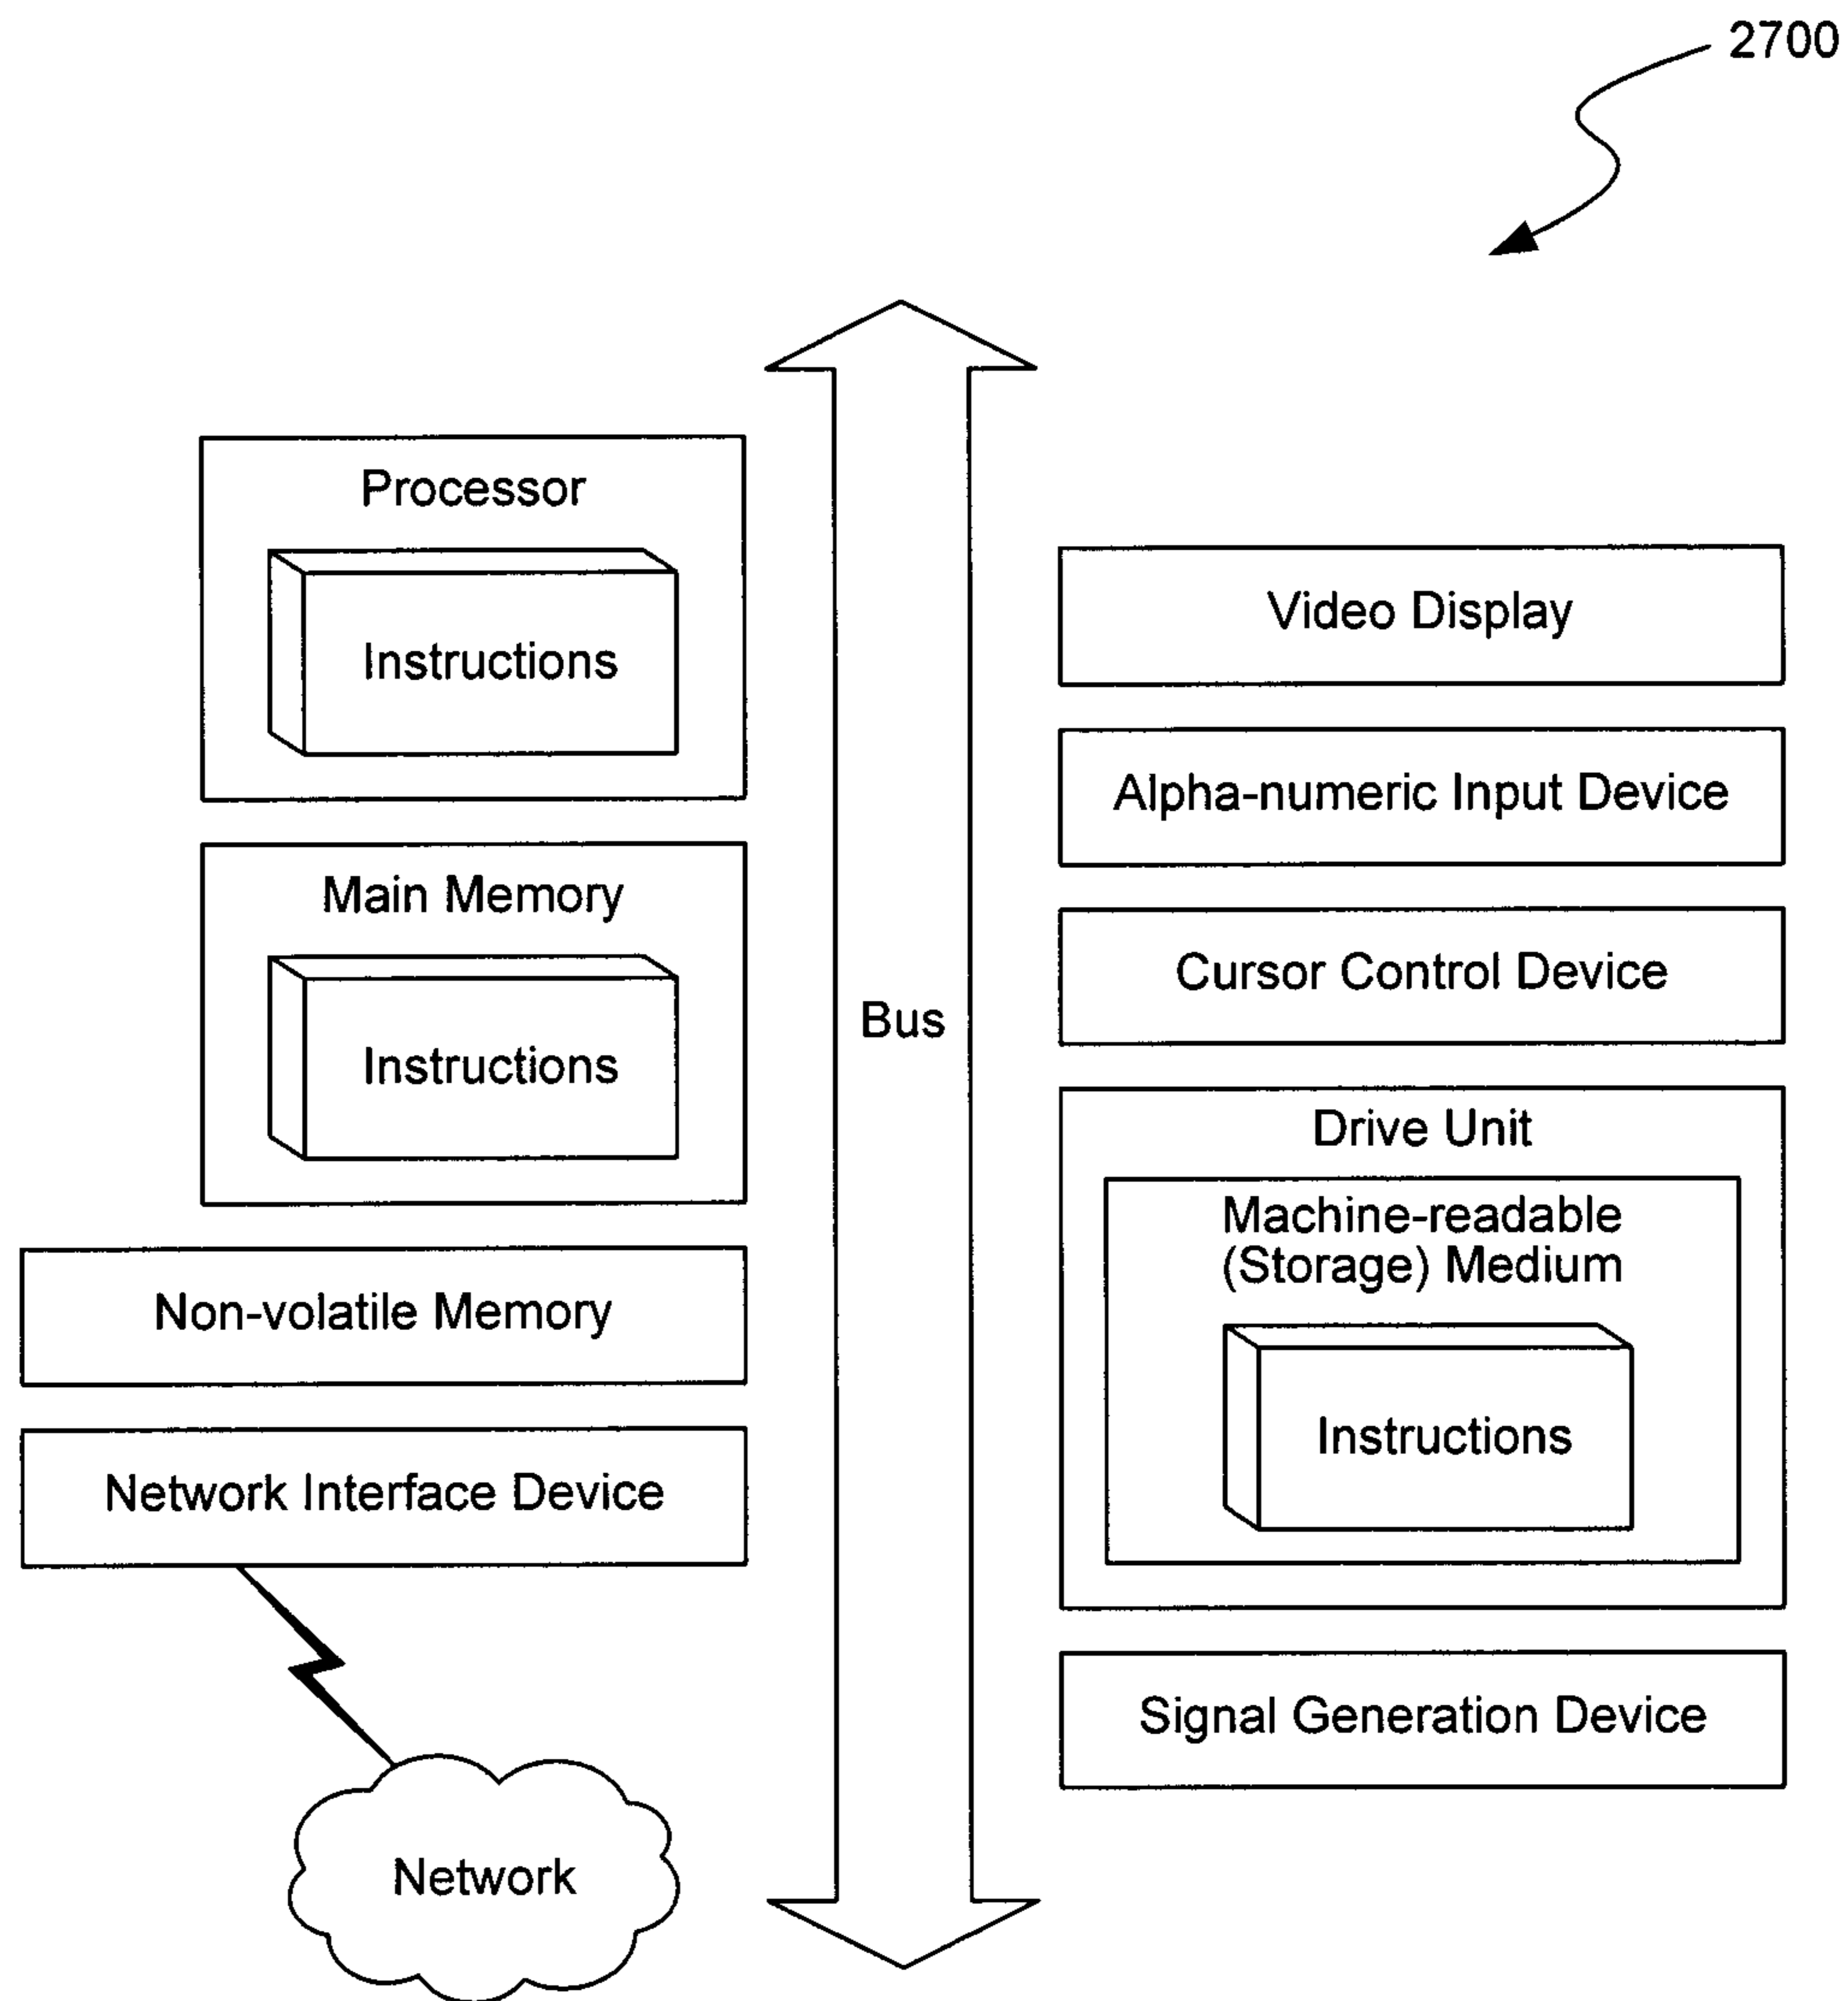 2700
Processor
Instructions
Main Memory
Instructions
Non-volatile Memory
Network Interface Device
Network
Bus
Video Display
Alpha-numeric Input Device
Cursor Control Device
Drive Unit
Machine-readable
(Storage) Medium
Instructions
Signal Generation Device